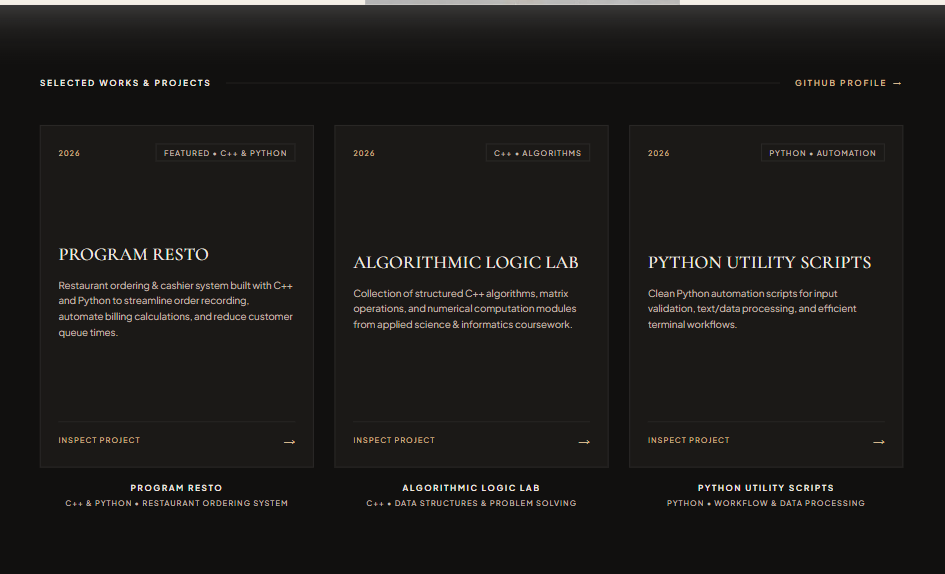 SELECTED WORKS & PROJECTS
GITHUB PROFILE →
2026
FEATURED • C++ & PYTHON
PROGRAM RESTO
Restaurant ordering & cashier system built with C++
and Python to streamline order recording,
automate billing calculations, and reduce customer
queue times.
INSPECT PROJECT →
PROGRAM RESTO
C++ & PYTHON • RESTAURANT ORDERING SYSTEM
2026
C++ • ALGORITHMS
ALGORITHMIC LOGIC LAB
Collection of structured C++ algorithms, matrix
operations, and numerical computation modules
from applied science & informatics coursework.
INSPECT PROJECT →
ALGORITHMIC LOGIC LAB
C++ • DATA STRUCTURES & PROBLEM SOLVING
2026
PYTHON • AUTOMATION
PYTHON UTILITY SCRIPTS
Clean Python automation scripts for input
validation, text/data processing, and efficient
terminal workflows.
INSPECT PROJECT →
PYTHON UTILITY SCRIPTS
PYTHON • WORKFLOW & DATA PROCESSING